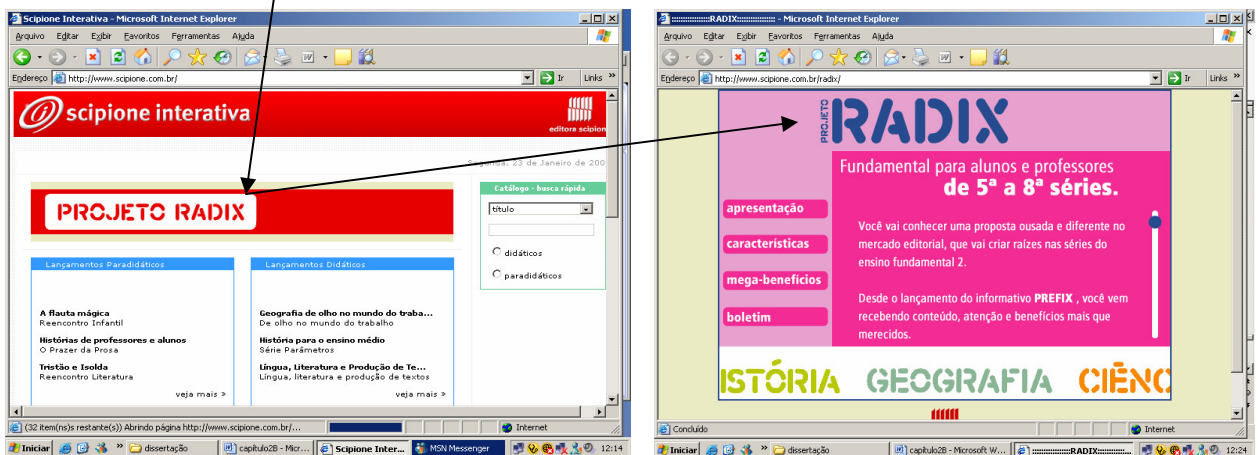 Scipione Interativa - Microsoft Internet Explorer
Arquivo Editar Exibir Favoritos Ferramentas Ajuda
Endereço http://www.scipione.com.br/ Ir Links »
scipione interativa
editora scipion
Segunda, 23 de Janeiro de 200
PROJETO RADIX
Catálogo - busca rápida
título
didáticos
paradidáticos
Lançamentos Paradidáticos
A flauta mágica
Reencontro Infantil
Histórias de professores e alunos
O Prazer da Prosa
Tristão e Isolda
Reencontro Literatura
veja mais »
Lançamentos Didáticos
Geografia de olho no mundo do traba...
De olho no mundo do trabalho
História para o ensino médio
Série Parâmetros
Língua, Literatura e Produção de Te...
Língua, literatura e produção de textos
veja mais »
(32 item(ns)s restante(s)) Abrindo página http://www.scipione.com.br/... Internet
Iniciar » dissertação capítulo2B - Micr... Scipione Inter... MSN Messenger 12:14
::::::::::::::::RADIX:::::::::::::::: - Microsoft Internet Explorer
Arquivo Editar Exibir Favoritos Ferramentas Ajuda
Endereço http://www.scipione.com.br/radix/ Ir Links »
PROJETO RADIX
Fundamental para alunos e professores
de 5ª a 8ª séries.
apresentação
características
mega-benefícios
boletim
Você vai conhecer uma proposta ousada e diferente no
mercado editorial, que vai criar raízes nas séries do
ensino fundamental 2.
Desde o lançamento do informativo PREFIX , você vem
recebendo conteúdo, atenção e benefícios mais que
merecidos.
ISTÓRIA GEOGRAFIA CIÊNC
Concluído Internet
Iniciar » dissertação capítulo2B - Microsoft W... ::::::::::::::::RADIX::::::::::::... 12:24